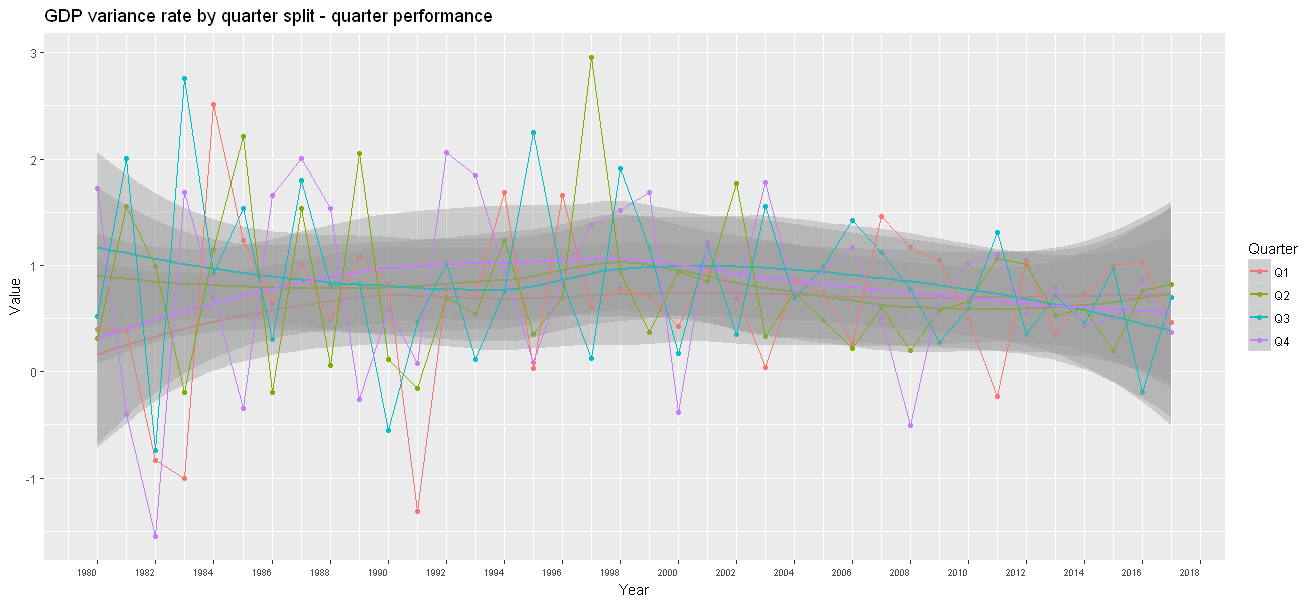 GDP variance rate by quarter split - quarter performance
3
2
1
0
-1
Value
1980 1982 1984 1986 1988 1990 1992 1994 1996 1998 2000 2002 2004 2006 2008 2010 2012 2014 2016 2018
Year
Quarter
Q1
Q2
Q3
Q4